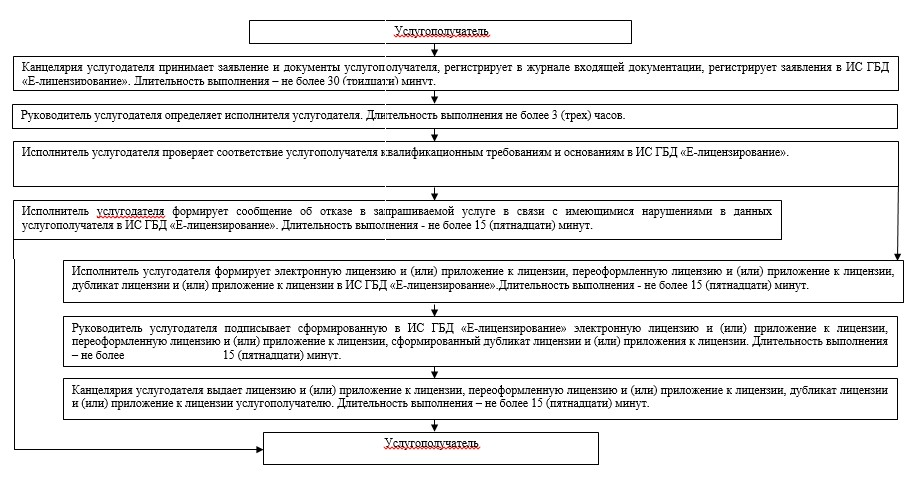 Услугополучатель
Канцелярия услугодателя принимает заявление и документы услугополучателя, регистрирует в журнале входящей документации, регистрирует заявления в ИС ГБД
«Е-лицензирование». Длительность выполнения – не более 30 (тридцати) минут.
Руководитель услугодателя определяет исполнителя услугодателя. Длительность выполнения не более 3 (трех) часов.
Исполнитель услугодателя проверяет соответствие услугополучателя квалификационным требованиям и основаниям в ИС ГБД «Е-лицензирование».
Исполнитель услугодателя формирует сообщение об отказе в запрашиваемой услуге в связи с имеющимися нарушениями в данных
услугополучателя в ИС ГБД «Е-лицензирование». Длительность выполнения - не более 15 (пятнадцати) минут.
Исполнитель услугодателя формирует электронную лицензию и (или) приложение к лицензии, переоформленную лицензию и (или) приложение к лицензии,
дубликат лицензии и (или) приложение к лицензии в ИС ГБД «Е-лицензирование».Длительность выполнения - не более 15 (пятнадцати) минут.
Руководитель услугодателя подписывает сформированную в ИС ГБД «Е-лицензирование» электронную лицензию и (или) приложение к лицензии,
переоформленную лицензию и (или) приложение к лицензии, сформированный дубликат лицензии и (или) приложения к лицензии. Длительность выполнения
– не более 15 (пятнадцати) минут.
Канцелярия услугодателя выдает лицензию и (или) приложение к лицензии, переоформленную лицензию и (или) приложение к лицензии, дубликат лицензии
и (или) приложение к лицензии услугополучателю. Длительность выполнения – не более 15 (пятнадцати) минут.
Услугополучатель